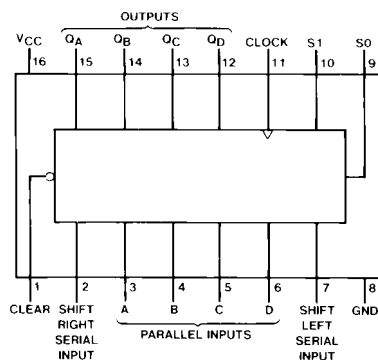 OUTPUTS
VCC QA QB QC QD CLOCK S1 S0
16 15 14 13 12 11 10 9
1 2 3 4 5 6 7 8
CLEAR SHIFT RIGHT SERIAL INPUT A B C D SHIFT LEFT SERIAL INPUT GND
PARALLEL INPUTS